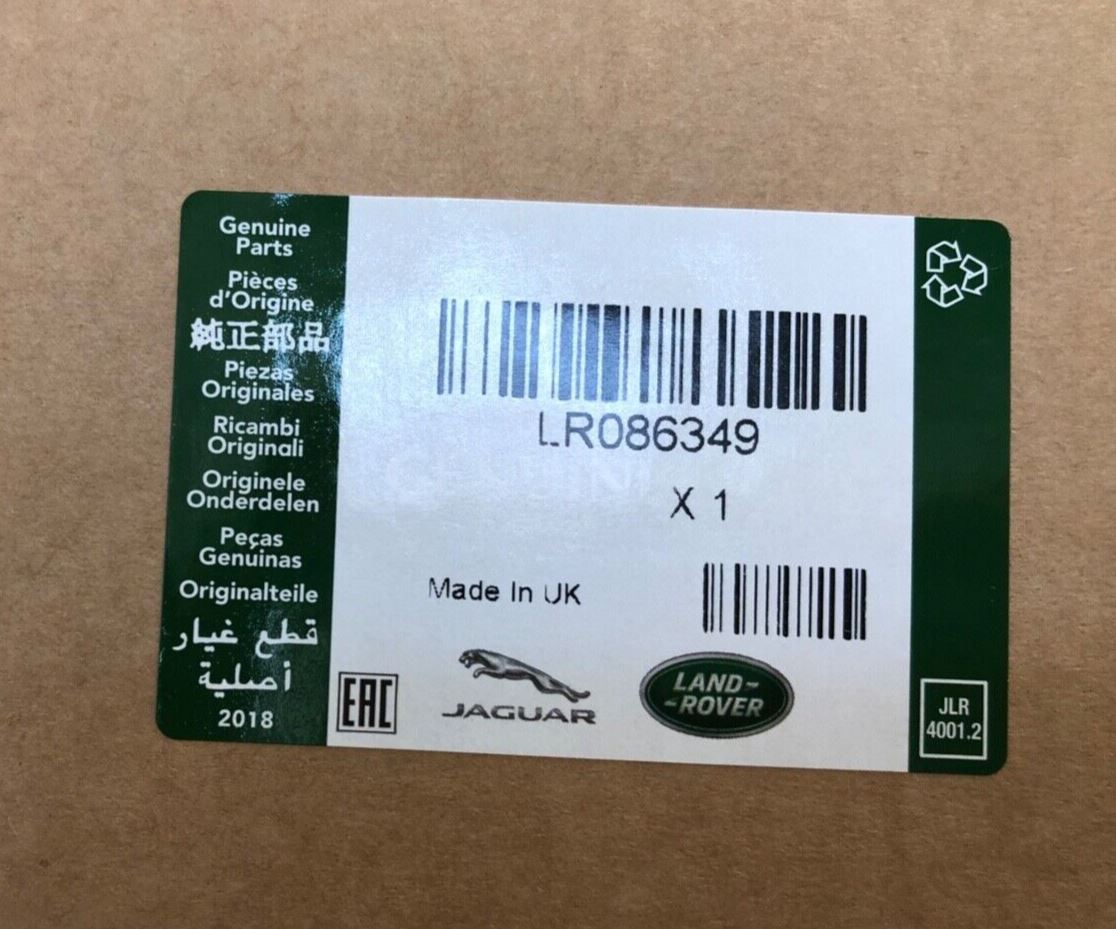 Genuine
Parts
Pièces
d'Origine
純正部品
Piezas
Originales
Ricambi
Originali
Originele
Onderdelen
Peças
Genuinas
Originalteile
قطع غيار
أصلية
2018
LR086349
X 1
Made In UK
EAC
JAGUAR
LAND-
-ROVER
JLR
4001.2